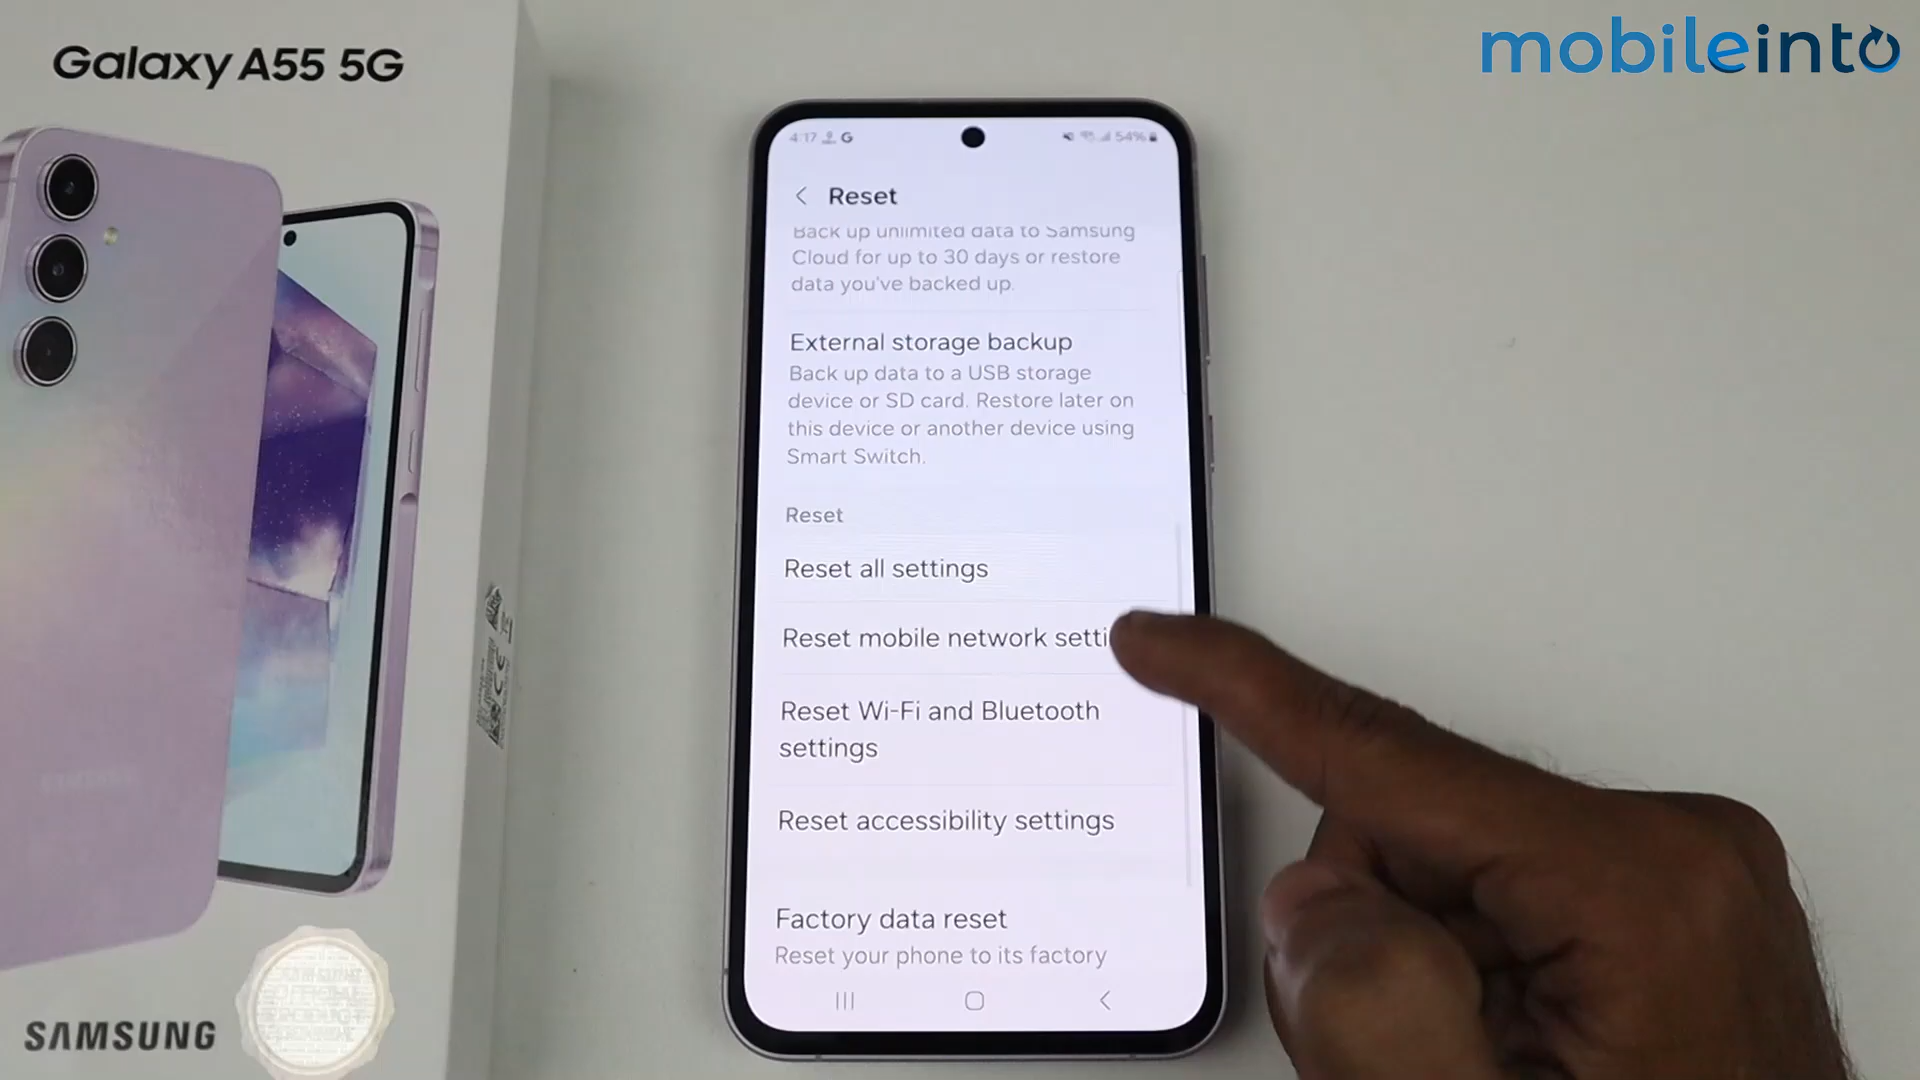 Galaxy A55 5G
SAMSUNG
mobileinto
4:17
G
54%
Reset
Back up unlimited data to Samsung
Cloud for up to 30 days or restore
data you've backed up.
External storage backup
Back up data to a USB storage
device or SD card. Restore later on
this device or another device using
Smart Switch.
Reset
Reset all settings
Reset mobile network setti
Reset Wi-Fi and Bluetooth
settings
Reset accessibility settings
Factory data reset
Reset your phone to its factory